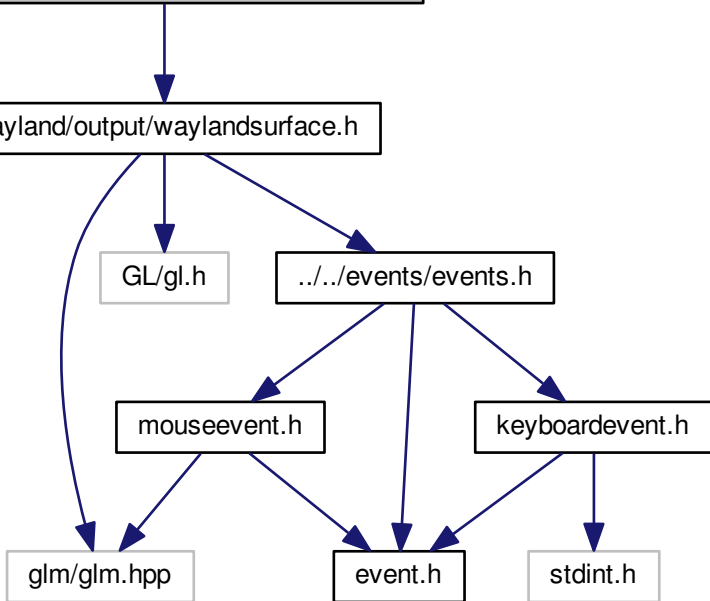 ayland/output/waylandsurface.h
GL/gl.h
../../events/events.h
mouseevent.h
keyboardevent.h
glm/glm.hpp
event.h
stdint.h